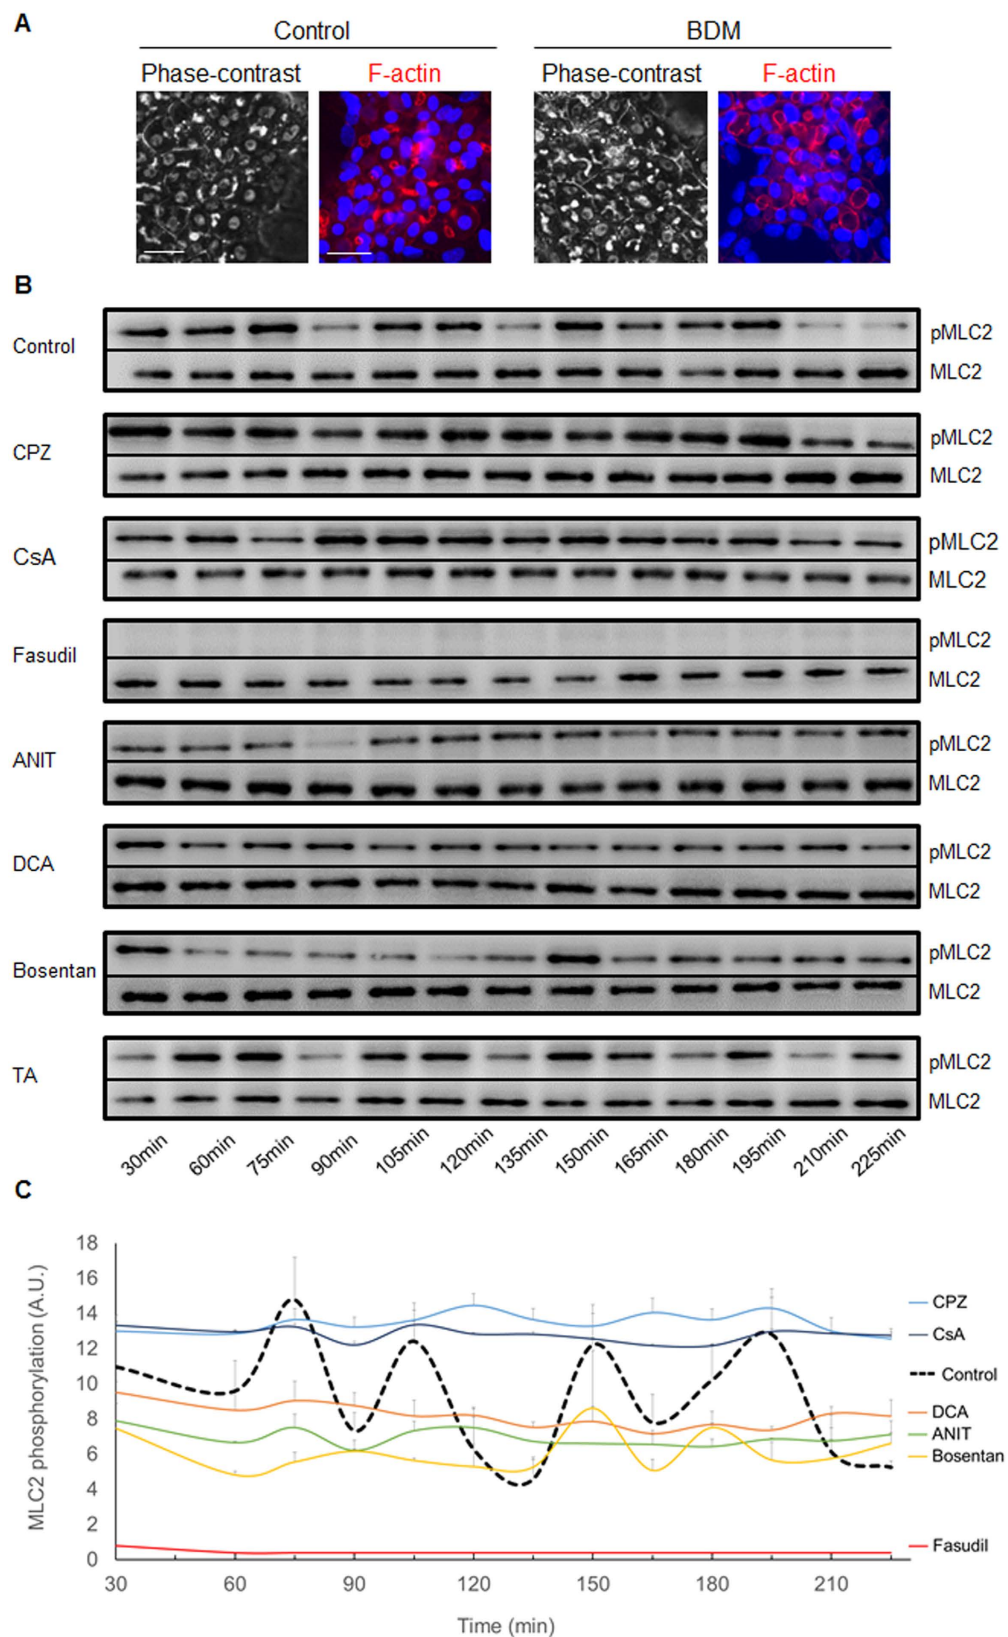 A
Control
BDM
Phase-contrast
F-actin
Phase-contrast
F-actin
B
Control
pMLC2
MLC2
CPZ
pMLC2
MLC2
CsA
pMLC2
MLC2
Fasudil
pMLC2
MLC2
ANIT
pMLC2
MLC2
DCA
pMLC2
MLC2
Bosentan
pMLC2
MLC2
TA
pMLC2
MLC2
30min 60min 75min 90min 105min 120min 135min 150min 165min 180min 195min 210min 225min
C
MLC2 phosphorylation (A.U.)
18
16
14
12
10
8
6
4
2
0
CPZ
CsA
Control
DCA
ANIT
Bosentan
Fasudil
30 60 90 120 150 180 210
Time (min)